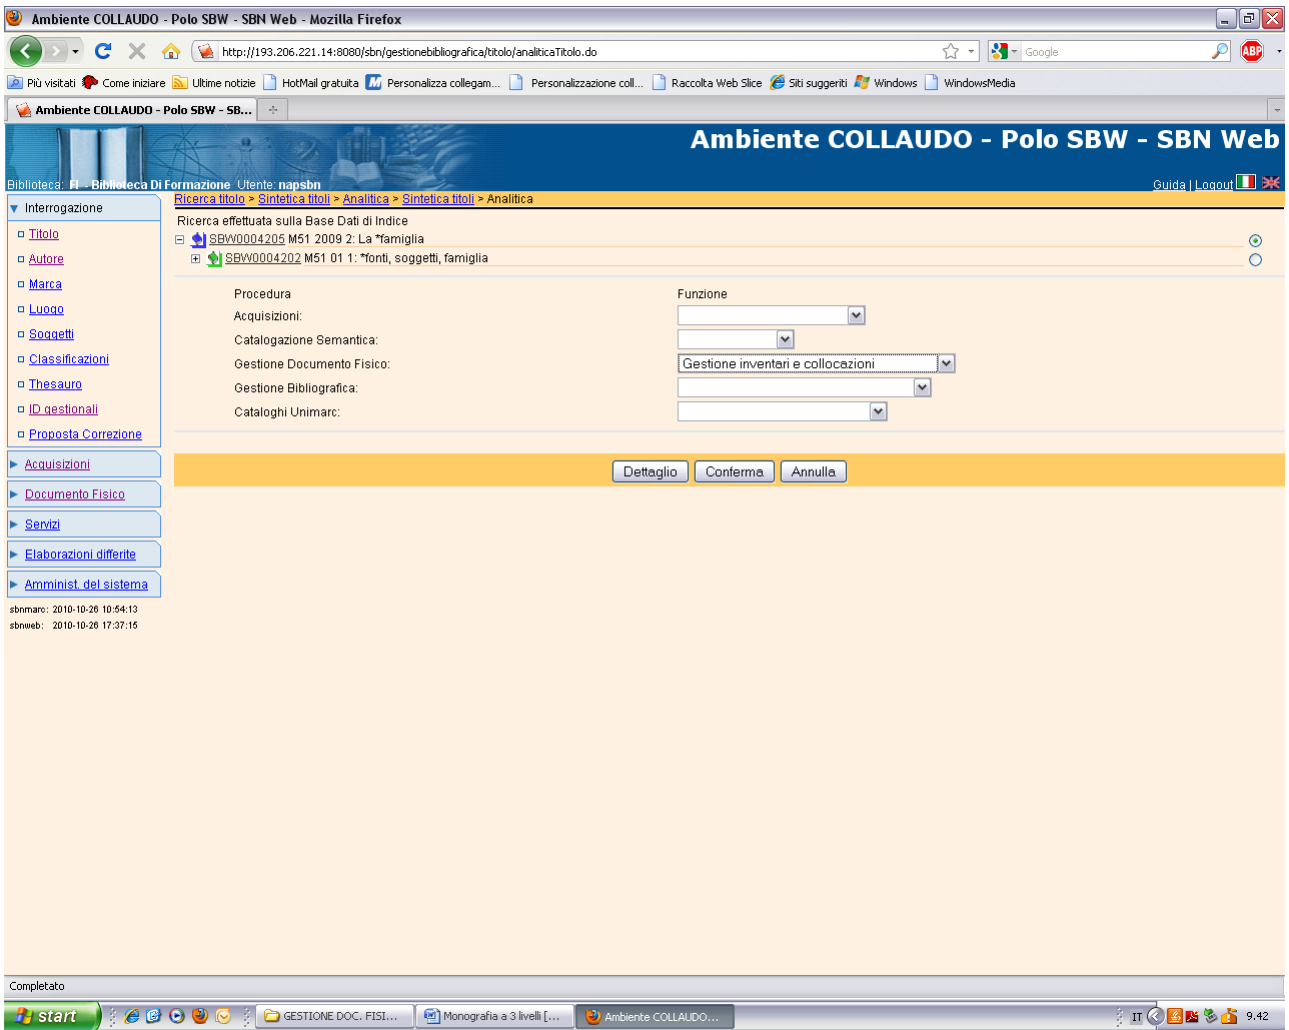 Ambiente COLLAUDO - Polo SBW - SBN Web - Mozilla Firefox
http://193.206.221.14:8080/sbn/gestionebibliografica/titolo/analiticaTitolo.do
Google
ABP
Più visitati Come iniziare Ultime notizie HotMail gratuita Personalizza collegam... Personalizzazione coll... Raccolta Web Slice Siti suggeriti Windows WindowsMedia
Ambiente COLLAUDO - Polo SBW - SB...
Ambiente COLLAUDO - Polo SBW - SBN Web
Biblioteca: FI - Biblioteca Di Formazione Utente: napsbn
Guida | Logout
Ricerca titolo > Sintetica titoli > Analitica > Sintetica titoli > Analitica
Interrogazione
Titolo
Autore
Marca
Luogo
Soggetti
Classificazioni
Thesauro
ID gestionali
Proposta Correzione
Acquisizioni
Documento Fisico
Servizi
Elaborazioni differite
Amminist. del sistema
sbnmarc: 2010-10-26 10:54:13
sbnweb: 2010-10-26 17:37:15
Ricerca effettuata sulla Base Dati di Indice
SBW0004205 M51 2009 2: La *famiglia
SBW0004202 M51 01 1: *fonti, soggetti, famiglia
Procedura Funzione
Acquisizioni:
Catalogazione Semantica:
Gestione Documento Fisico: Gestione inventari e collocazioni
Gestione Bibliografica:
Cataloghi Unimarc:
Dettaglio Conferma Annulla
Completato
start
GESTIONE DOC. FISI...
Monografia a 3 livelli [...
Ambiente COLLAUDO...
IT
9.42